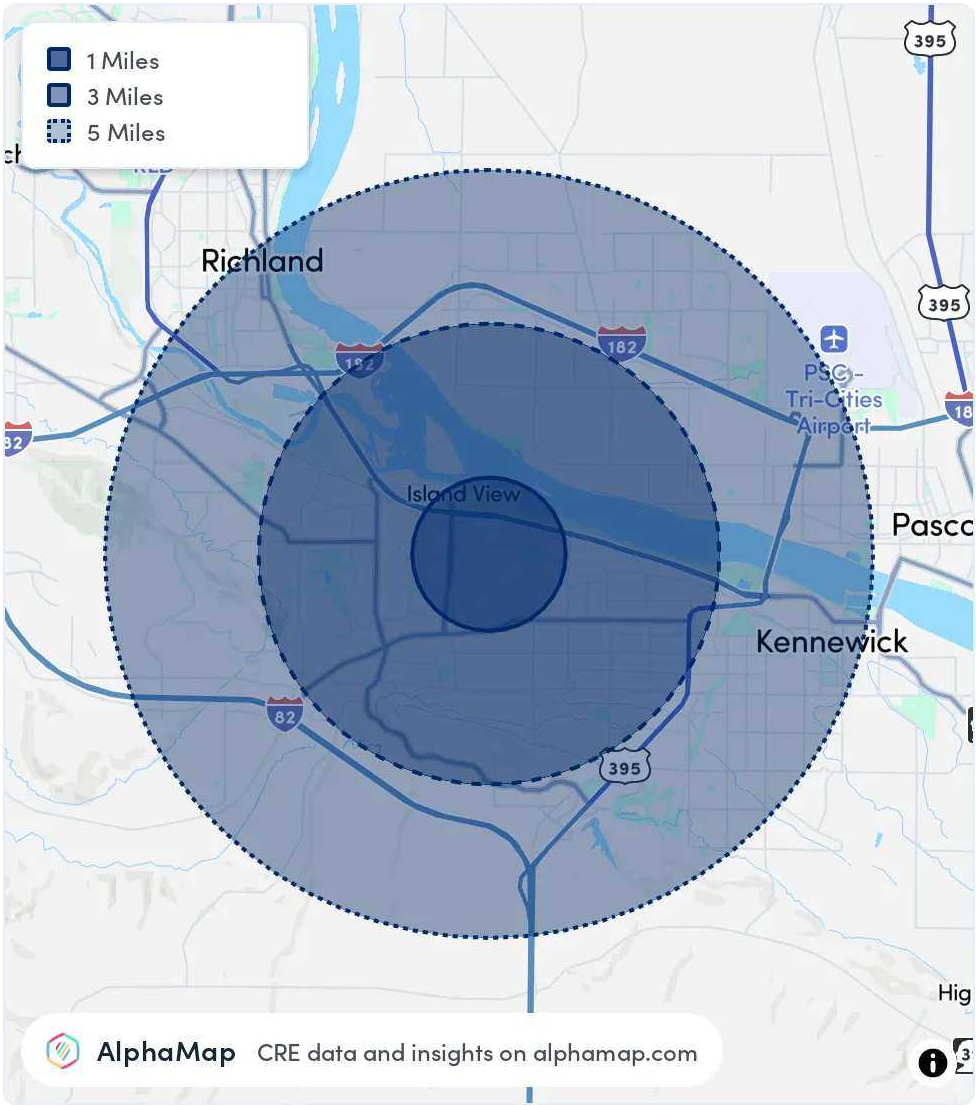 1 Miles
3 Miles
5 Miles
395
Richland
395
182
182
PSC -
Tri-Cities
Airport
Island View
Pasco
Kennewick
82
395
AlphaMap CRE data and insights on alphamap.com